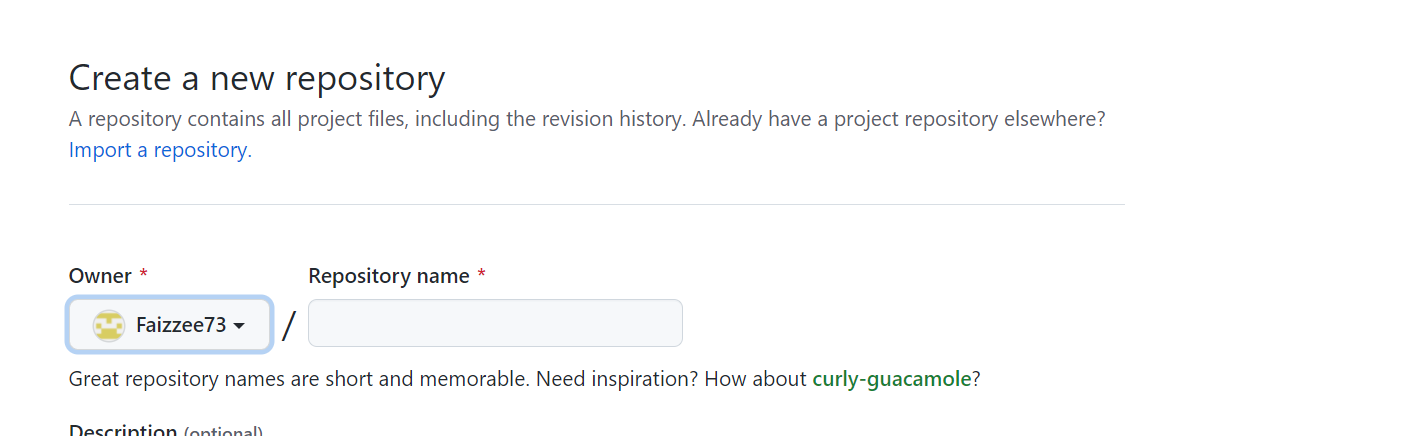 Create a new repository
A repository contains all project files, including the revision history. Already have a project repository elsewhere?
Import a repository.
Owner * Repository name *
Faizzee73 /
Great repository names are short and memorable. Need inspiration? How about curly-guacamole?
Description (optional)